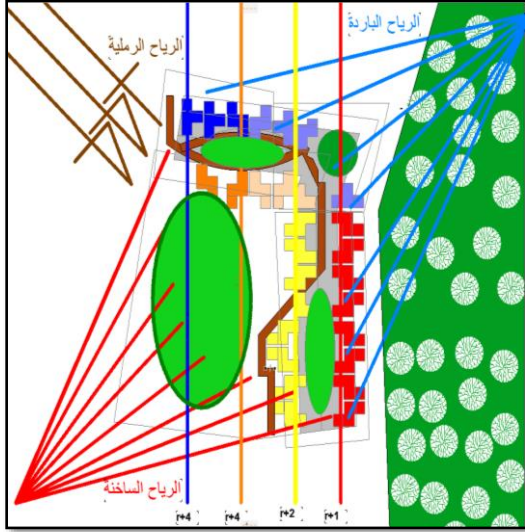 الرياح الرملية
الرياح الباردة
الرياح الساخنة
r+4
r+4
r+2
r+1